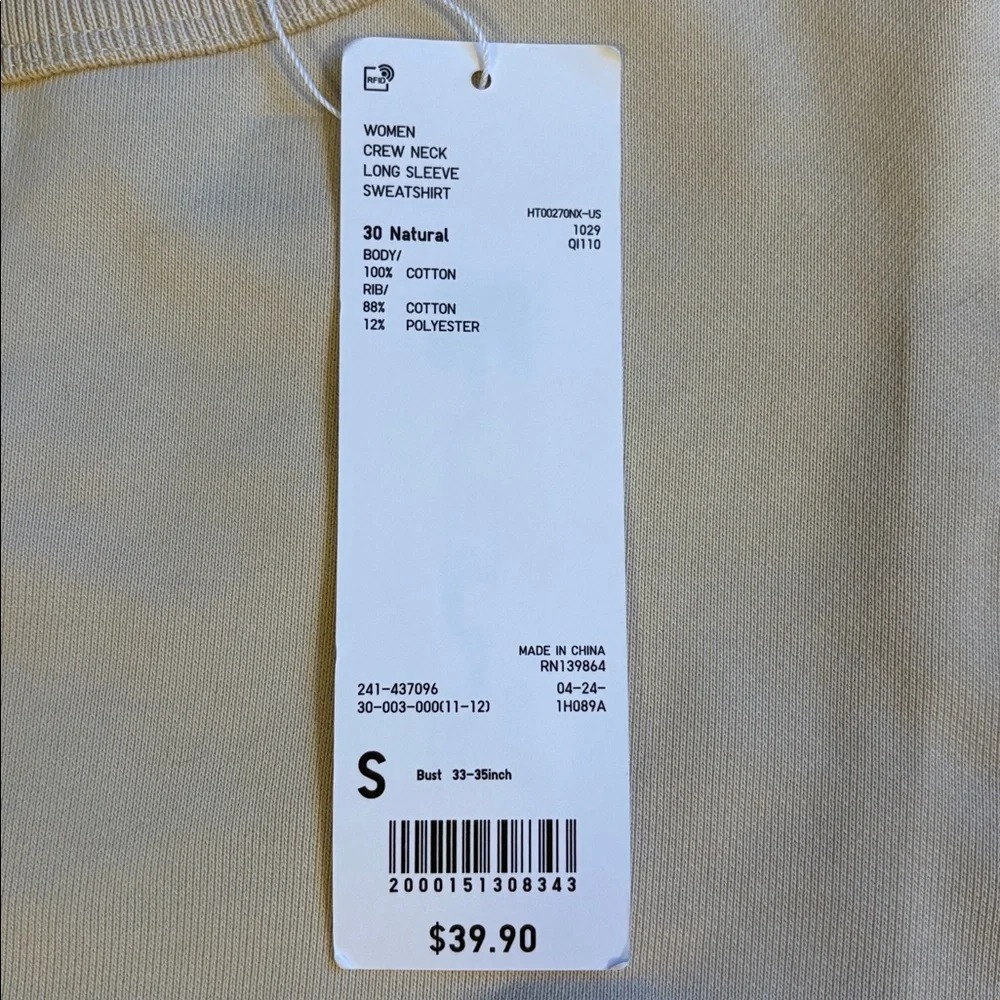 RFID
WOMEN
CREW NECK
LONG SLEEVE
SWEATSHIRT
HT00270NX-US
30 Natural
1029
QI110
BODY/
100% COTTON
RIB/
88% COTTON
12% POLYESTER
MADE IN CHINA
RN139864
241-437096
04-24-
30-003-000(11-12)
1H089A
S Bust 33-35inch
2000151308343
$39.90